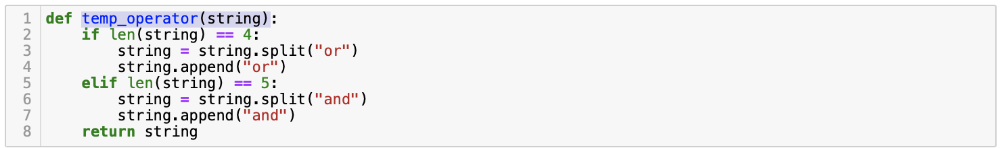 1 def temp_operator(string):
2     if len(string) == 4:
3         string = string.split("or")
4         string.append("or")
5     elif len(string) == 5:
6         string = string.split("and")
7         string.append("and")
8     return string